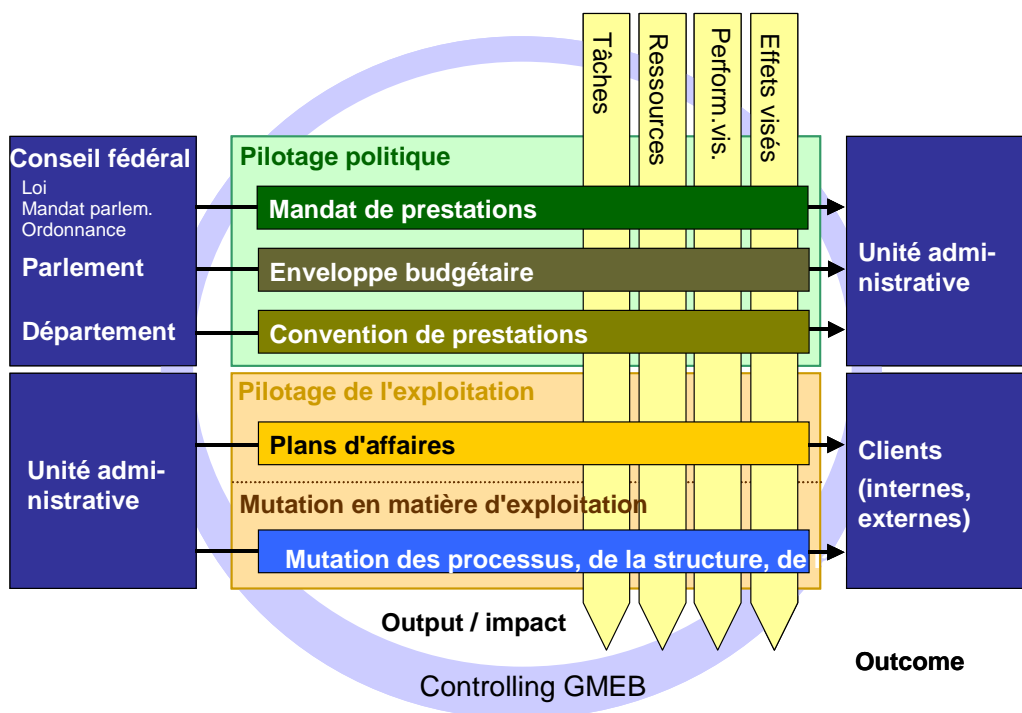 Tâches
Ressources
Perform.vis.
Effets visés
Conseil fédéral
Loi
Mandat parlem.
Ordonnance
Parlement
Département
Pilotage politique
Mandat de prestations
Enveloppe budgétaire
Convention de prestations
Unité admi-
nistrative
Unité admi-
nistrative
Pilotage de l'exploitation
Plans d'affaires
Mutation en matière d'exploitation
Mutation des processus, de la structure, de
Clients
(internes,
externes)
Output / impact
Outcome
Controlling GMEB